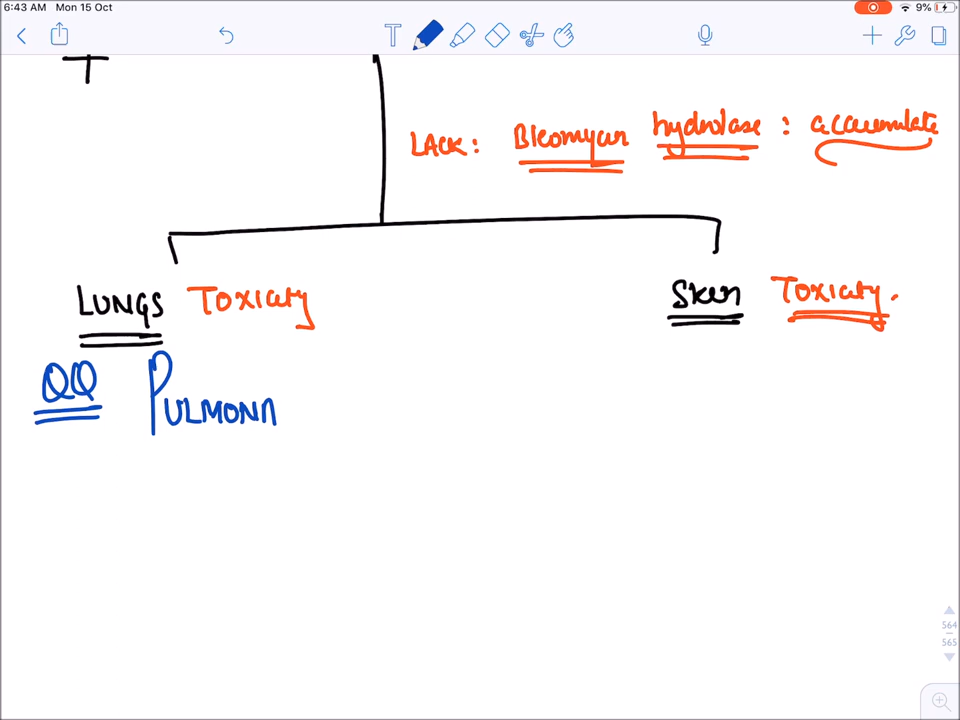 6:43 AM Mon 15 Oct 9%
T
LACK: Bleomycin hydrolase : accumulate
LUNGS Toxicity Skin Toxicity.
QQ PULMONA
564
565